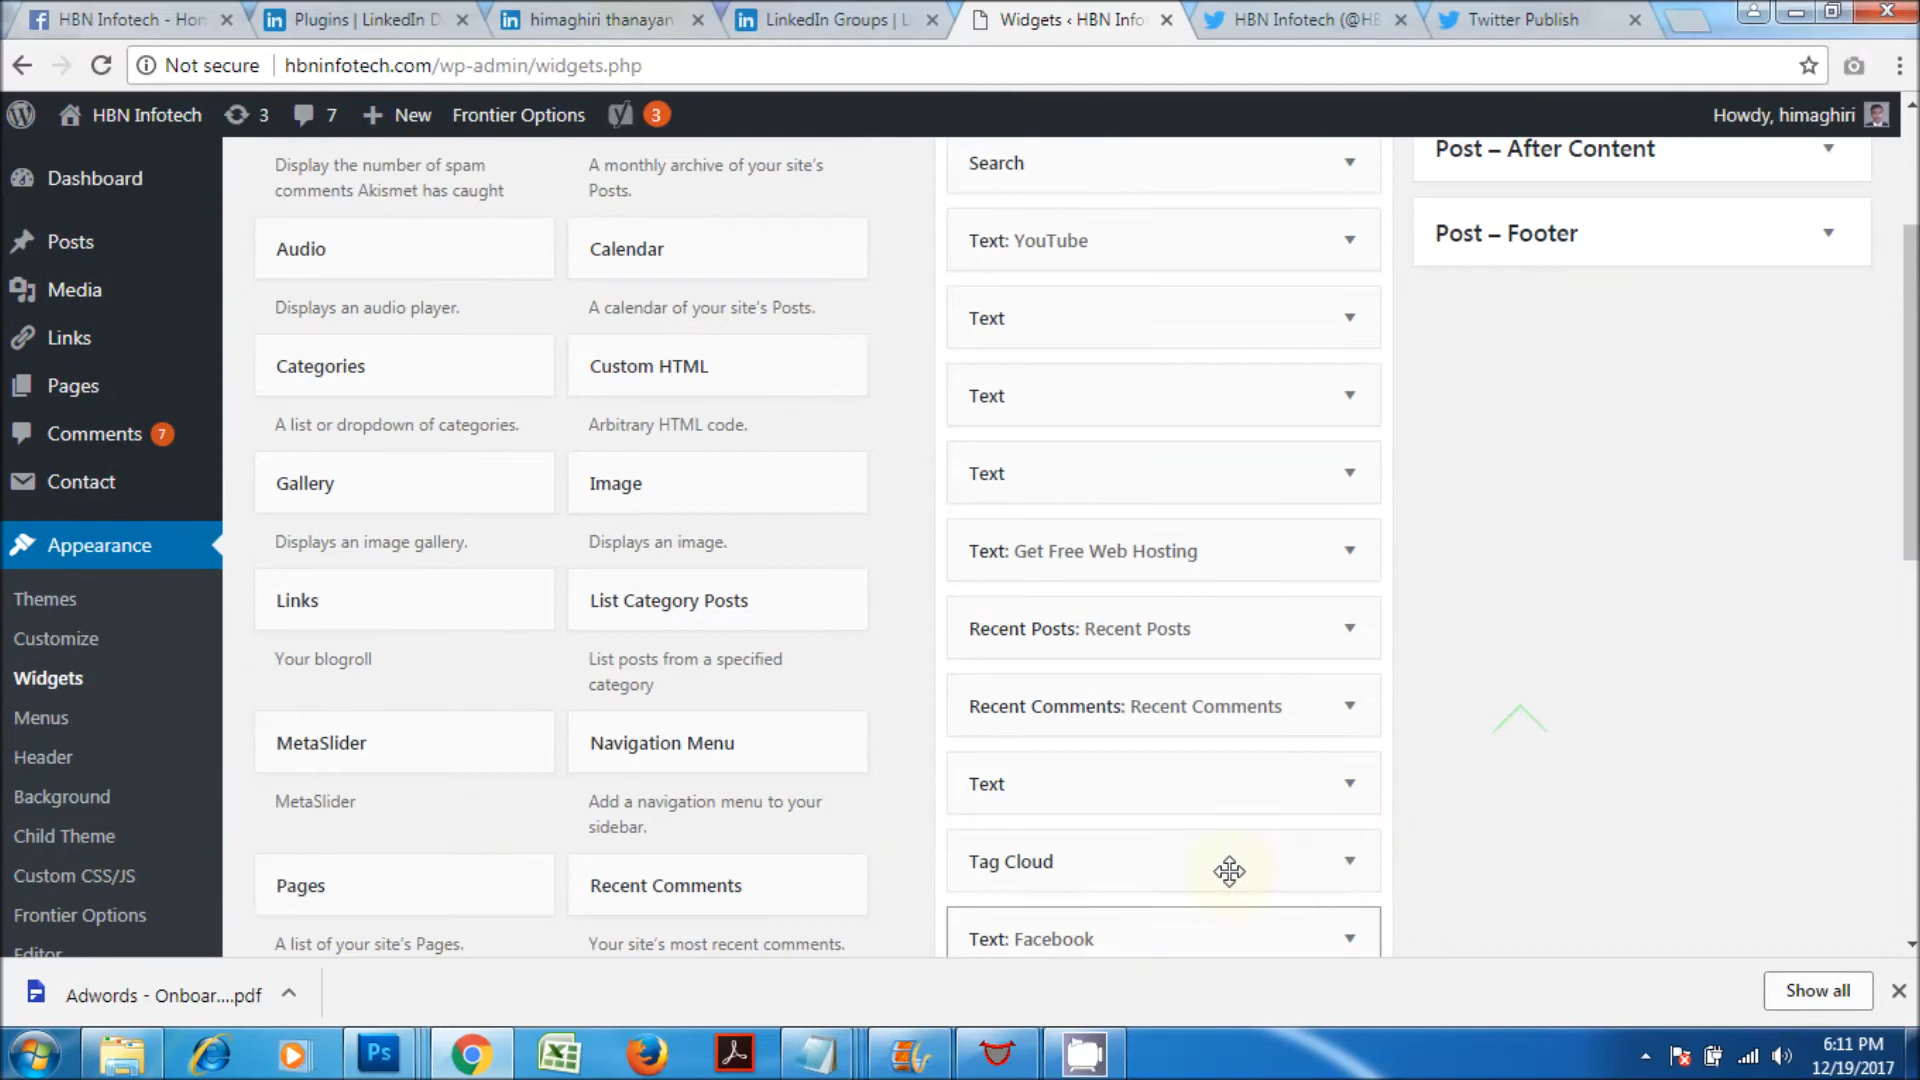 HBN Infotech - Hon
Plugins | LinkedIn D
himaghiri thanayan
LinkedIn Groups | L
Widgets ‹ HBN Info
HBN Infotech (@HB
Twitter Publish
Not secure
hbninfotech.com/wp-admin/widgets.php
HBN Infotech
3
7
New
Frontier Options
3
Howdy, himaghiri
Dashboard
Posts
Media
Links
Pages
Comments 7
Contact
Appearance
Themes
Customize
Widgets
Menus
Header
Background
Child Theme
Custom CSS/JS
Frontier Options
Editor
Display the number of spam
comments Akismet has caught
Audio
Displays an audio player.
Categories
A list or dropdown of categories.
Gallery
Displays an image gallery.
Links
Your blogroll
MetaSlider
MetaSlider
Pages
A list of your site's Pages.
A monthly archive of your site's
Posts.
Calendar
A calendar of your site's Posts.
Custom HTML
Arbitrary HTML code.
Image
Displays an image.
List Category Posts
List posts from a specified
category
Navigation Menu
Add a navigation menu to your
sidebar.
Recent Comments
Your site's most recent comments.
Search
Text: YouTube
Text
Text
Text
Text: Get Free Web Hosting
Recent Posts: Recent Posts
Recent Comments: Recent Comments
Text
Tag Cloud
Text: Facebook
Post – After Content
Post – Footer
Adwords - Onboar....pdf
Show all
Ps
6:11 PM
12/19/2017